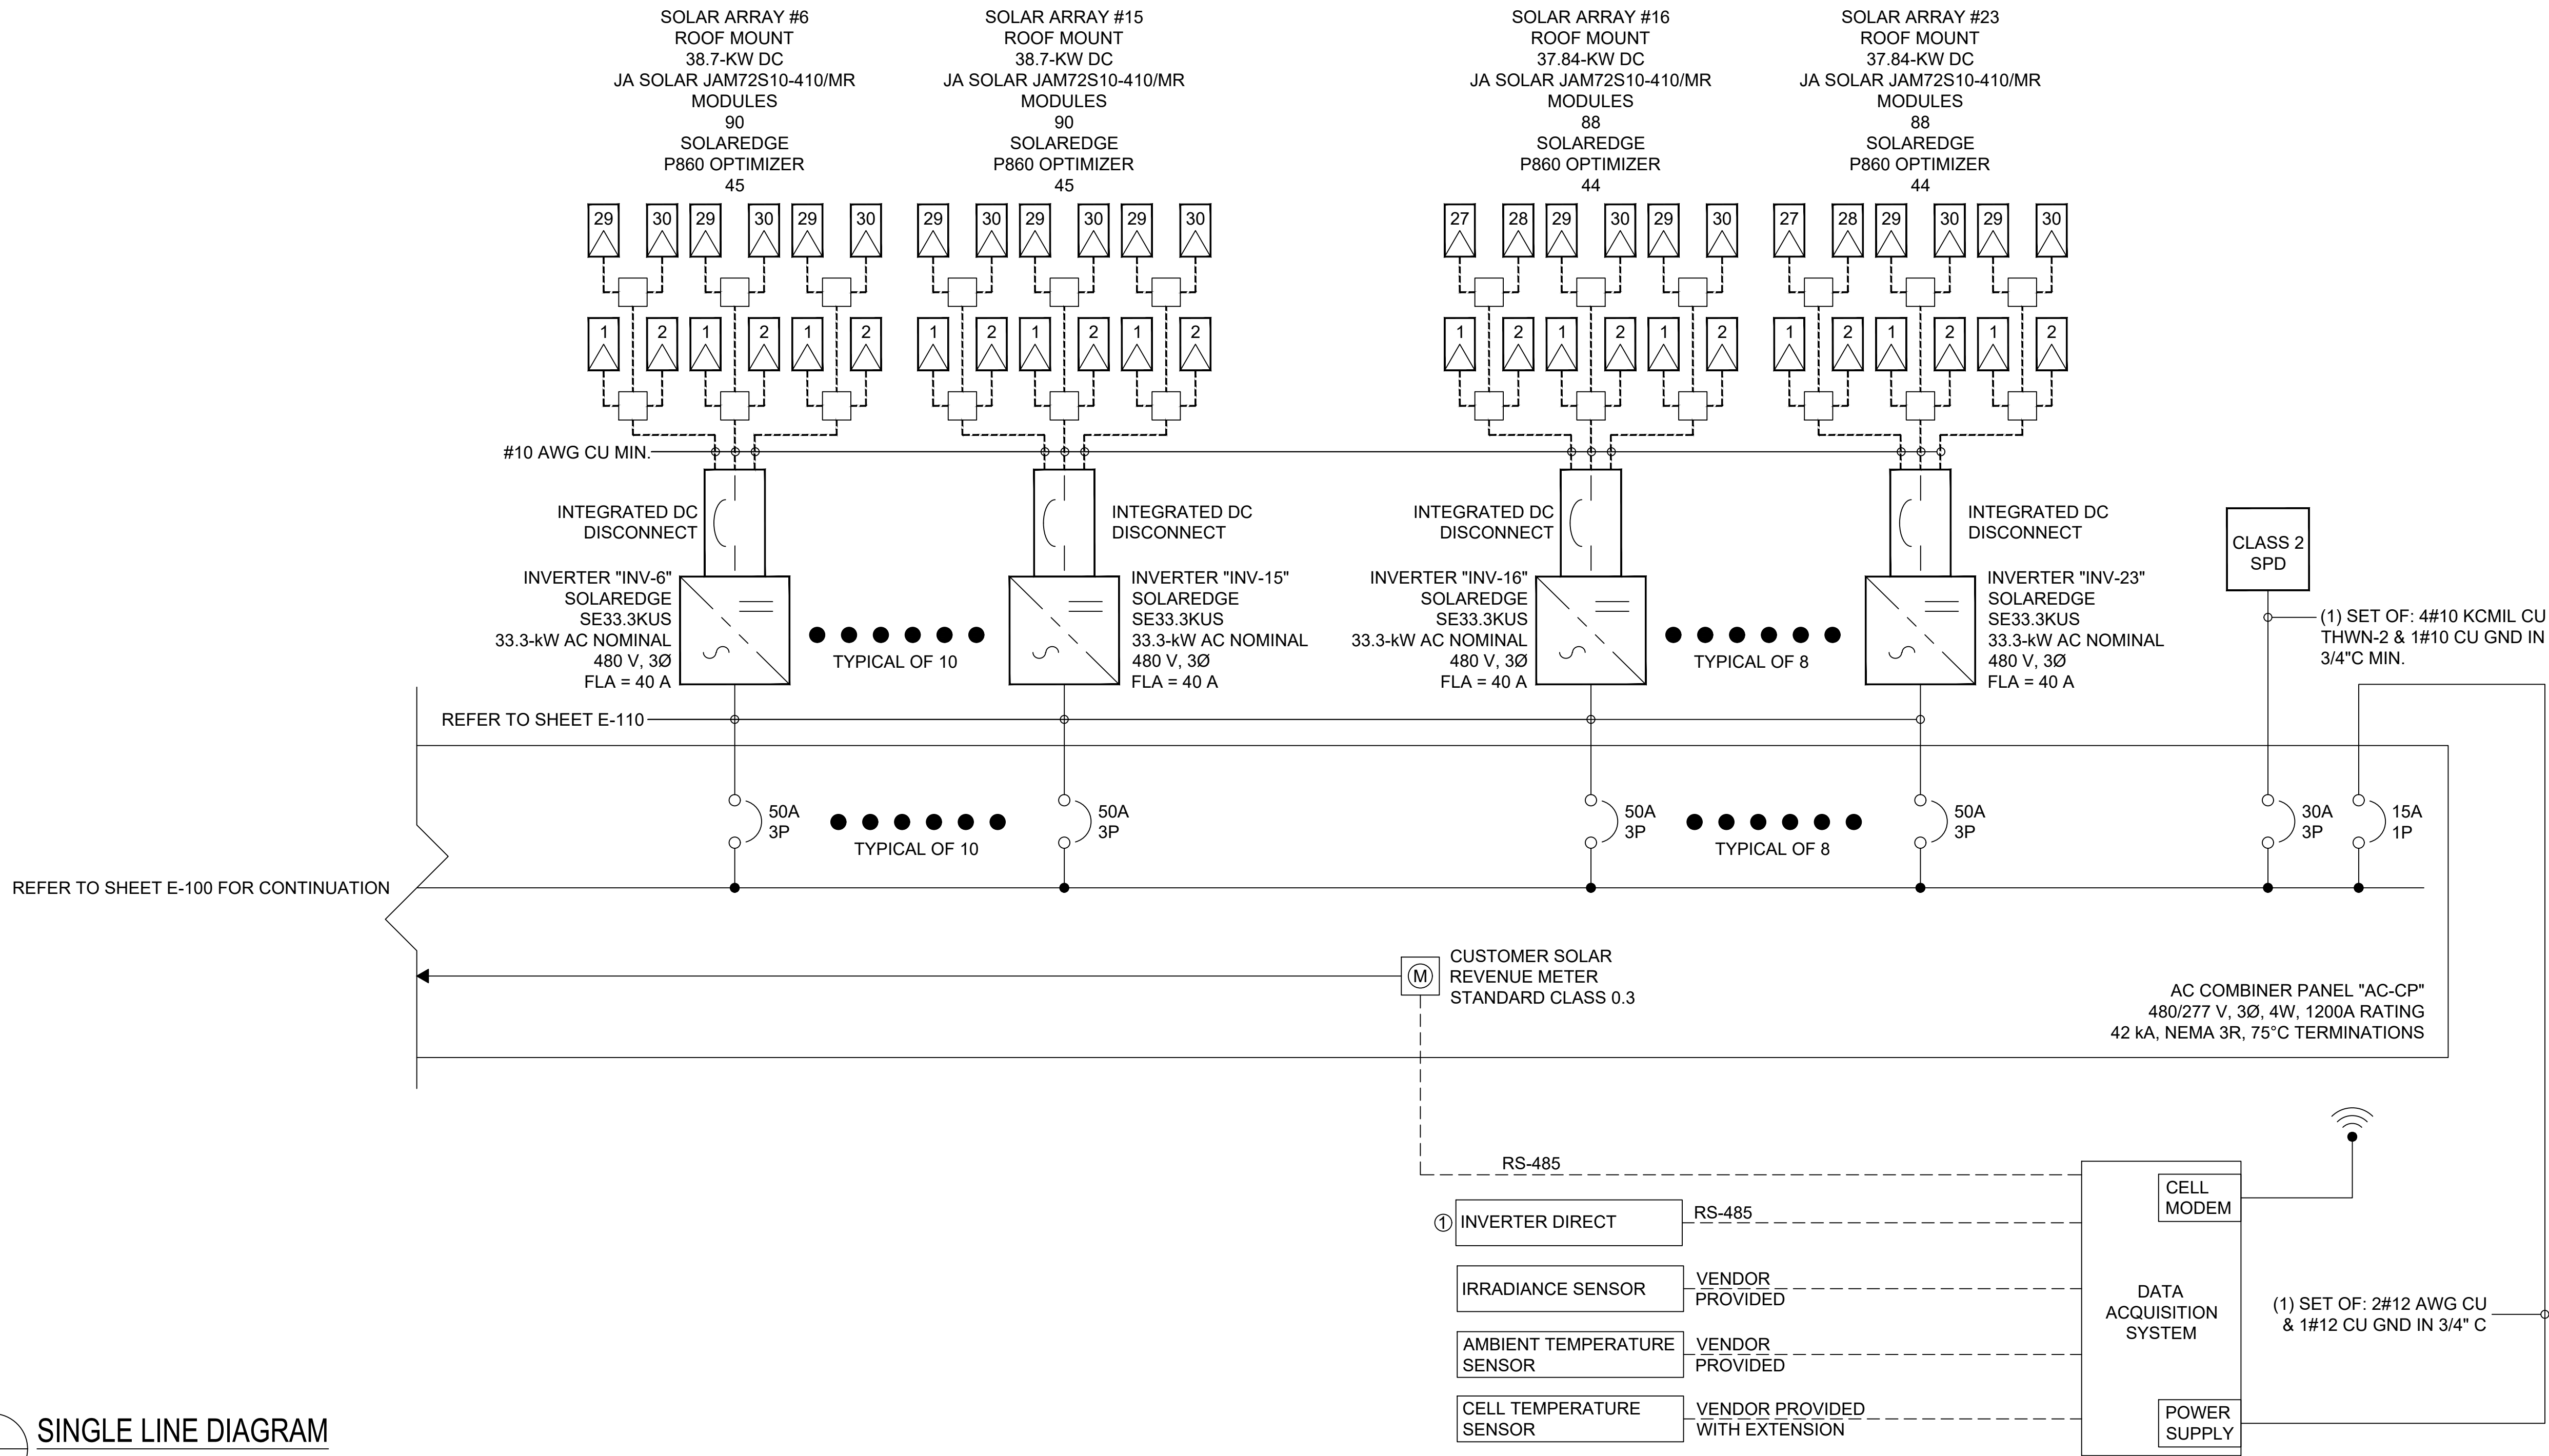 SOLAR ARRAY #6
ROOF MOUNT
38.7-KW DC
JA SOLAR JAM72S10-410/MR
MODULES
90
SOLAREDGE
P860 OPTIMIZER
45
SOLAR ARRAY #15
ROOF MOUNT
38.7-KW DC
JA SOLAR JAM72S10-410/MR
MODULES
90
SOLAREDGE
P860 OPTIMIZER
45
SOLAR ARRAY #16
ROOF MOUNT
37.84-KW DC
JA SOLAR JAM72S10-410/MR
MODULES
88
SOLAREDGE
P860 OPTIMIZER
44
SOLAR ARRAY #23
ROOF MOUNT
37.84-KW DC
JA SOLAR JAM72S10-410/MR
MODULES
88
SOLAREDGE
P860 OPTIMIZER
44
29 30 29 30 29 30 29 30 29 30 29 30 27 28 29 30 29 30 27 28 29 30 29 30
1 2 1 2 1 2 1 2 1 2 1 2 1 2 1 2 1 2 1 2 1 2 1 2
#10 AWG CU MIN.
INTEGRATED DC
DISCONNECT
INTEGRATED DC
DISCONNECT
INTEGRATED DC
DISCONNECT
INTEGRATED DC
DISCONNECT
CLASS 2
SPD
INVERTER "INV-6"
SOLAREDGE
SE33.3KUS
33.3-kW AC NOMINAL
480 V, 3Ø
FLA = 40 A
TYPICAL OF 10
INVERTER "INV-15"
SOLAREDGE
SE33.3KUS
33.3-kW AC NOMINAL
480 V, 3Ø
FLA = 40 A
INVERTER "INV-16"
SOLAREDGE
SE33.3KUS
33.3-kW AC NOMINAL
480 V, 3Ø
FLA = 40 A
TYPICAL OF 8
INVERTER "INV-23"
SOLAREDGE
SE33.3KUS
33.3-kW AC NOMINAL
480 V, 3Ø
FLA = 40 A
(1) SET OF: 4#10 KCMIL CU
THWN-2 & 1#10 CU GND IN
3/4"C MIN.
REFER TO SHEET E-110
50A
3P
TYPICAL OF 10
50A
3P
50A
3P
TYPICAL OF 8
50A
3P
30A
3P
15A
1P
REFER TO SHEET E-100 FOR CONTINUATION
M
CUSTOMER SOLAR
REVENUE METER
STANDARD CLASS 0.3
AC COMBINER PANEL "AC-CP"
480/277 V, 3Ø, 4W, 1200A RATING
42 kA, NEMA 3R, 75°C TERMINATIONS
RS-485
1 INVERTER DIRECT
RS-485
IRRADIANCE SENSOR
VENDOR
PROVIDED
AMBIENT TEMPERATURE
SENSOR
VENDOR
PROVIDED
CELL TEMPERATURE
SENSOR
VENDOR PROVIDED
WITH EXTENSION
CELL
MODEM
DATA
ACQUISITION
SYSTEM
POWER
SUPPLY
(1) SET OF: 2#12 AWG CU
& 1#12 CU GND IN 3/4" C
SINGLE LINE DIAGRAM